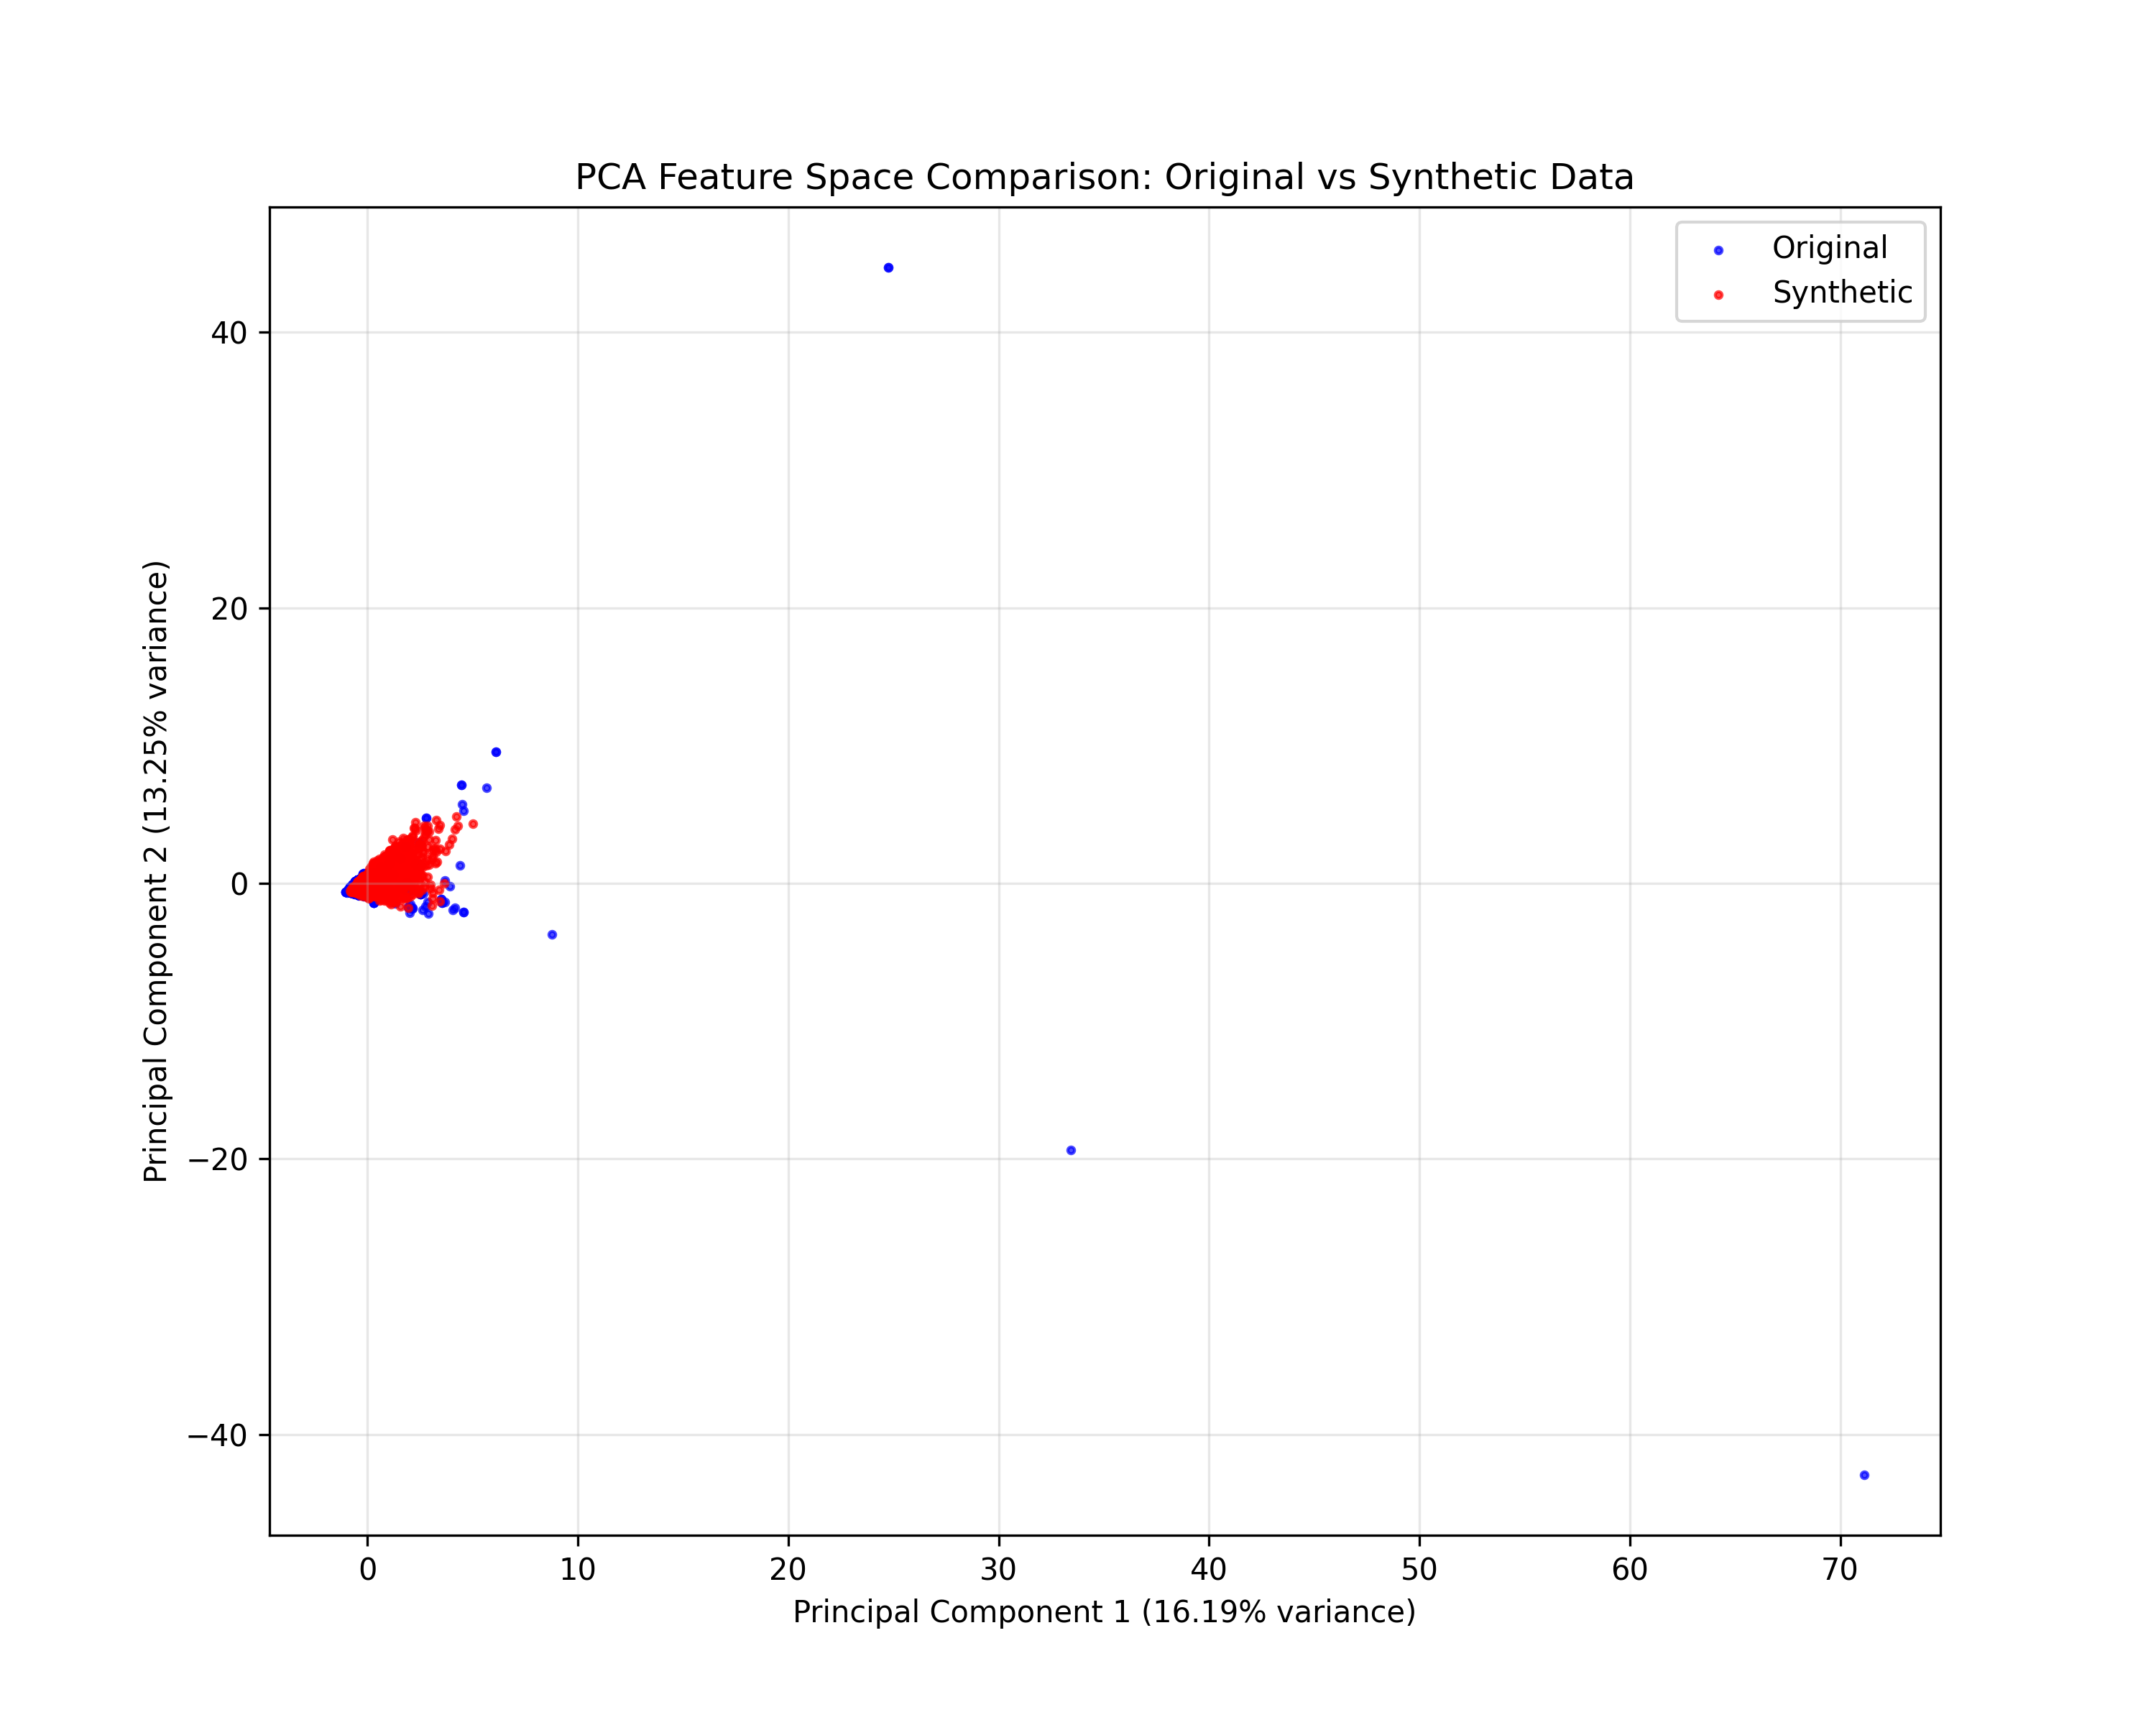 PCA Feature Space Comparison: Original vs Synthetic Data
Original
Synthetic
Principal Component 2 (13.25% variance)
40
20
0
−20
−40
0 10 20 30 40 50 60 70
Principal Component 1 (16.19% variance)